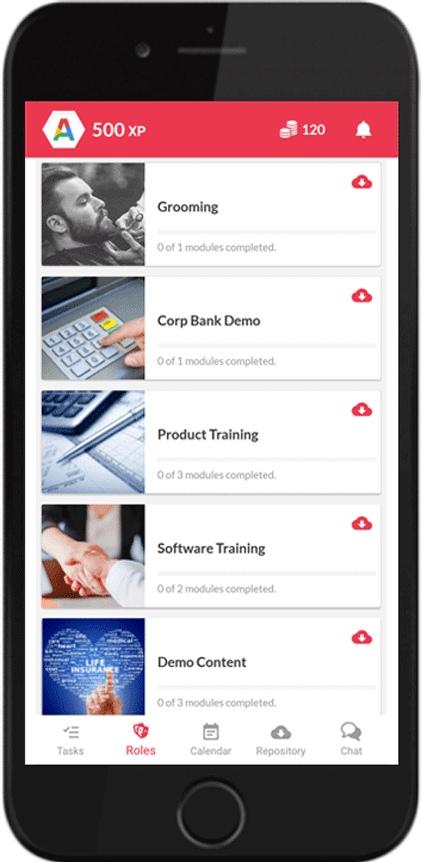 A 500 XP 120
Grooming
0 of 1 modules completed.
Corp Bank Demo
0 of 1 modules completed.
Product Training
0 of 3 modules completed.
Software Training
0 of 2 modules completed.
LIFE
INSURANCE
Demo Content
0 of 3 modules completed.
Tasks Roles Calendar Repository Chat